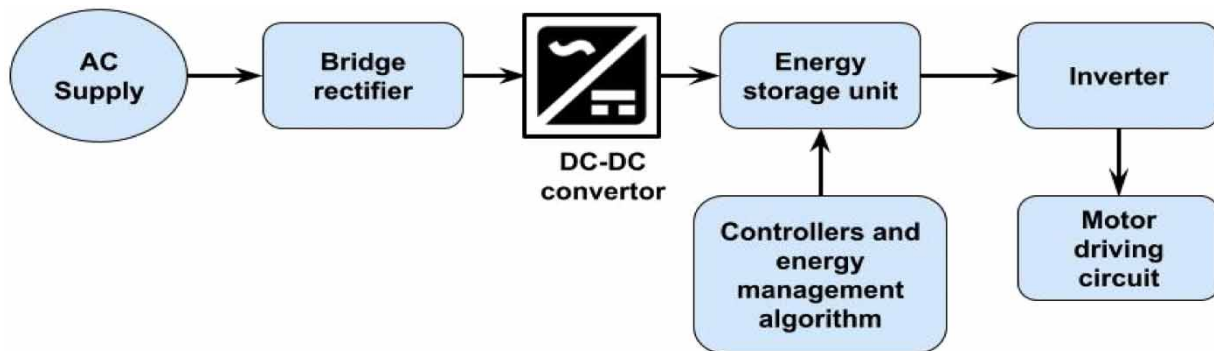 AC
Supply
Bridge
rectifier
DC-DC
convertor
Energy
storage unit
Inverter
Controllers and
energy
management
algorithm
Motor
driving
circuit